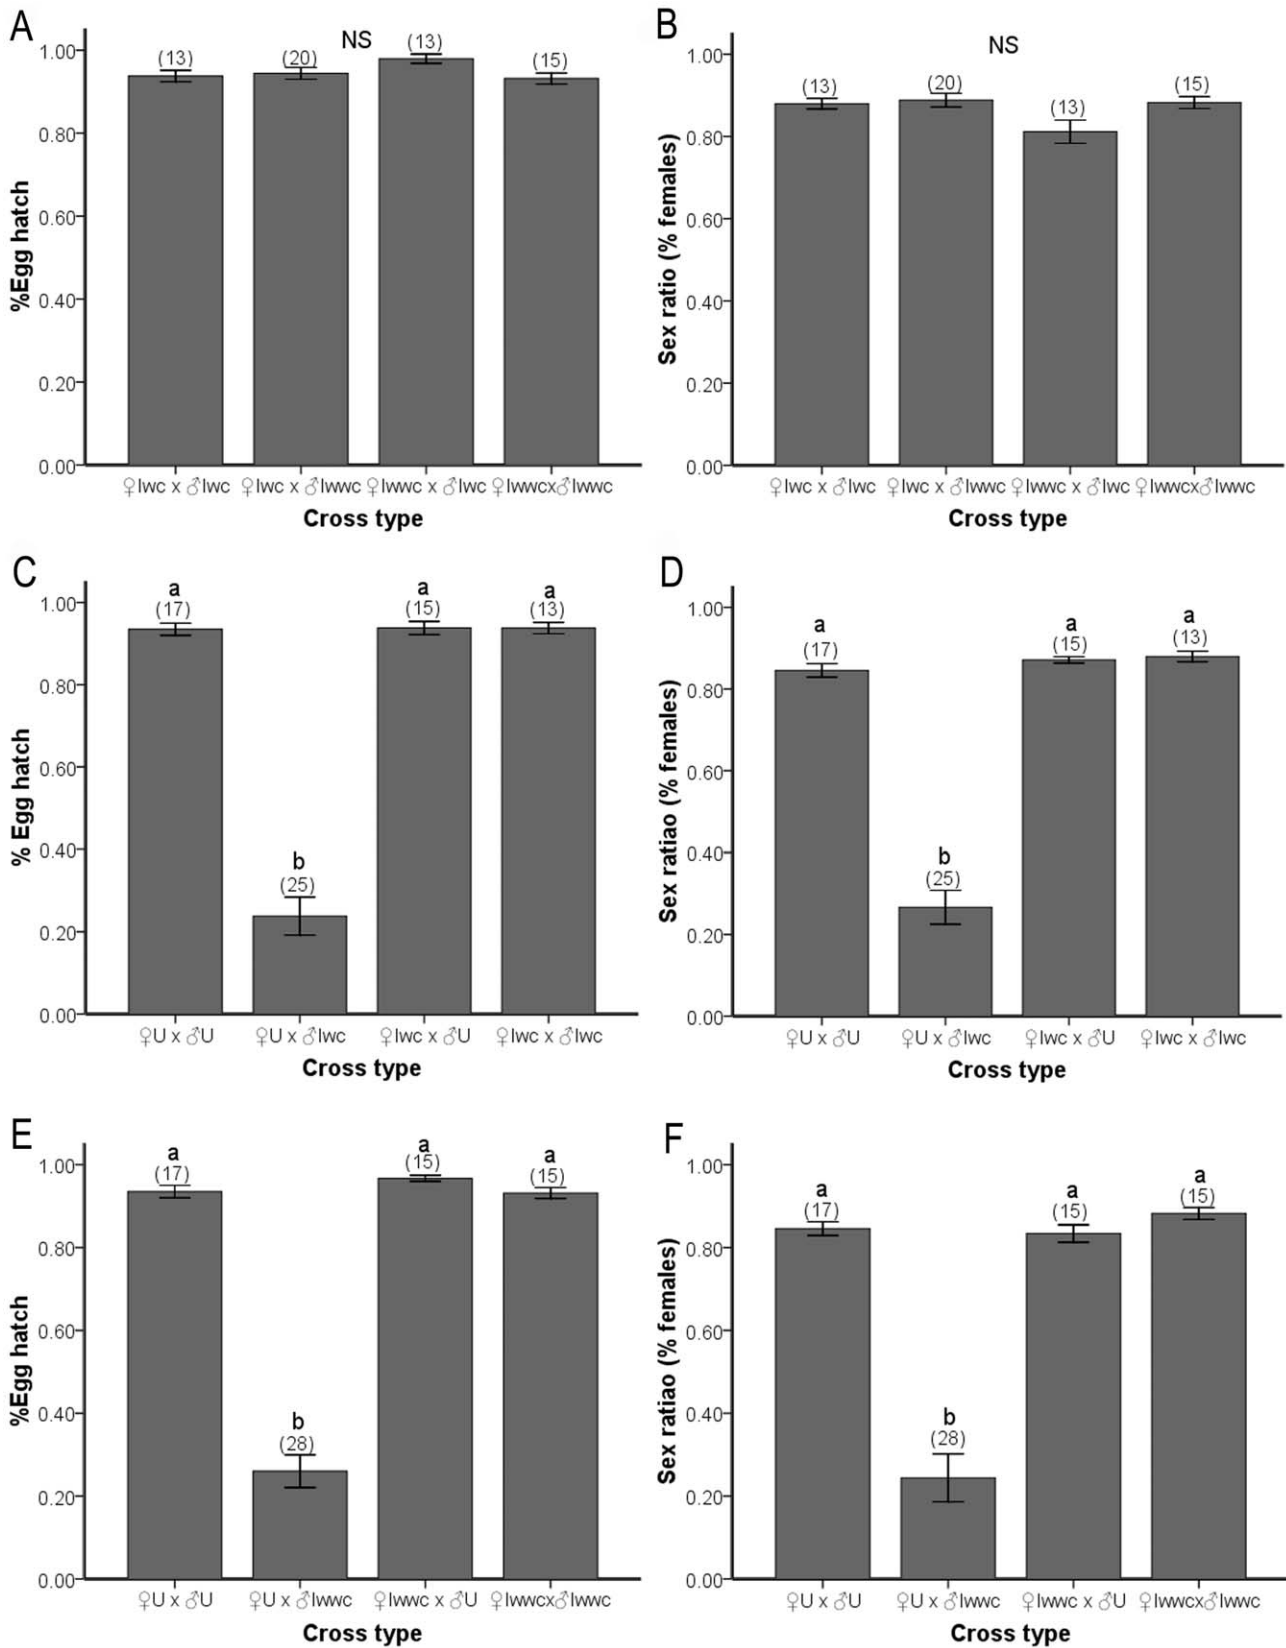 A
NS
(13)
(20)
(13)
(15)
1.00
0.80
0.60
0.40
0.20
0.00
%Egg hatch
♀Iwc x ♂Iwc
♀Iwc x ♂Iwwc
♀Iwwc x ♂Iwc
♀Iwwcx♂Iwwc
Cross type
B
NS
(13)
(20)
(13)
(15)
1.00
0.80
0.60
0.40
0.20
0.00
Sex ratio (% females)
♀Iwc x ♂Iwc
♀Iwc x ♂Iwwc
♀Iwwc x ♂Iwc
♀Iwwcx♂Iwwc
Cross type
C
a
(17)
b
(25)
a
(15)
a
(13)
1.00
0.80
0.60
0.40
0.20
0.00
% Egg hatch
♀U x ♂U
♀U x ♂Iwc
♀Iwc x ♂U
♀Iwc x ♂Iwc
Cross type
D
a
(17)
b
(25)
a
(15)
a
(13)
1.00
0.80
0.60
0.40
0.20
0.00
Sex ratiao (% females)
♀U x ♂U
♀U x ♂Iwc
♀Iwc x ♂U
♀Iwc x ♂Iwc
Cross type
E
a
(17)
b
(28)
a
(15)
a
(15)
1.00
0.80
0.60
0.40
0.20
0.00
%Egg hatch
♀U x ♂U
♀U x ♂Iwwc
♀Iwwc x ♂U
♀Iwwcx♂Iwwc
Cross type
F
a
(17)
b
(28)
a
(15)
a
(15)
1.00
0.80
0.60
0.40
0.20
0.00
Sex ratiao (% females)
♀U x ♂U
♀U x ♂Iwwc
♀Iwwc x ♂U
♀Iwwcx♂Iwwc
Cross type